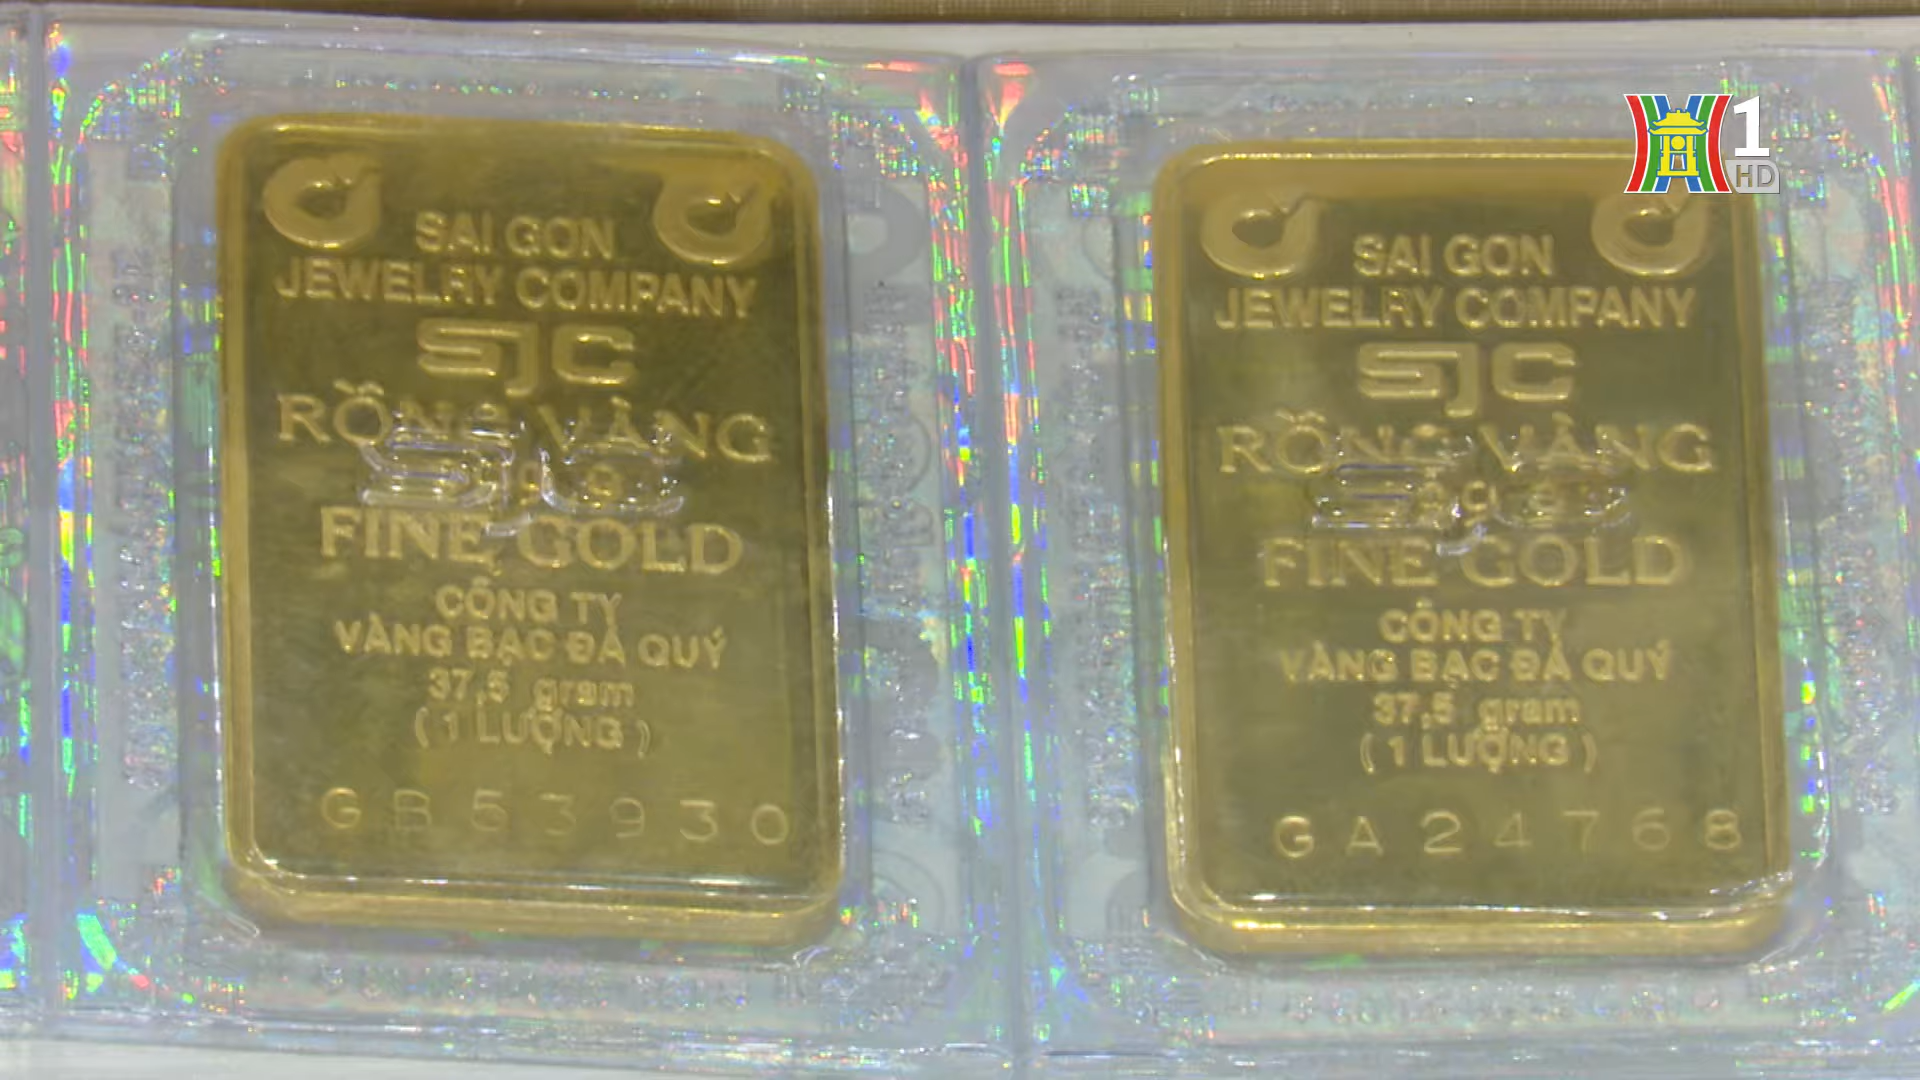 SAI GON
JEWELRY COMPANY
SJC
RỒNG VÀNG
FINE GOLD
CÔNG TY
VÀNG BẠC ĐÁ QUÝ
37,5 gram
( 1 LƯỢNG )
GB53930
SAI GON
JEWELRY COMPANY
SJC
RỒNG VÀNG
FINE GOLD
CÔNG TY
VÀNG BẠC ĐÁ QUÝ
37,5 gram
( 1 LƯỢNG )
GA24768
1
HD